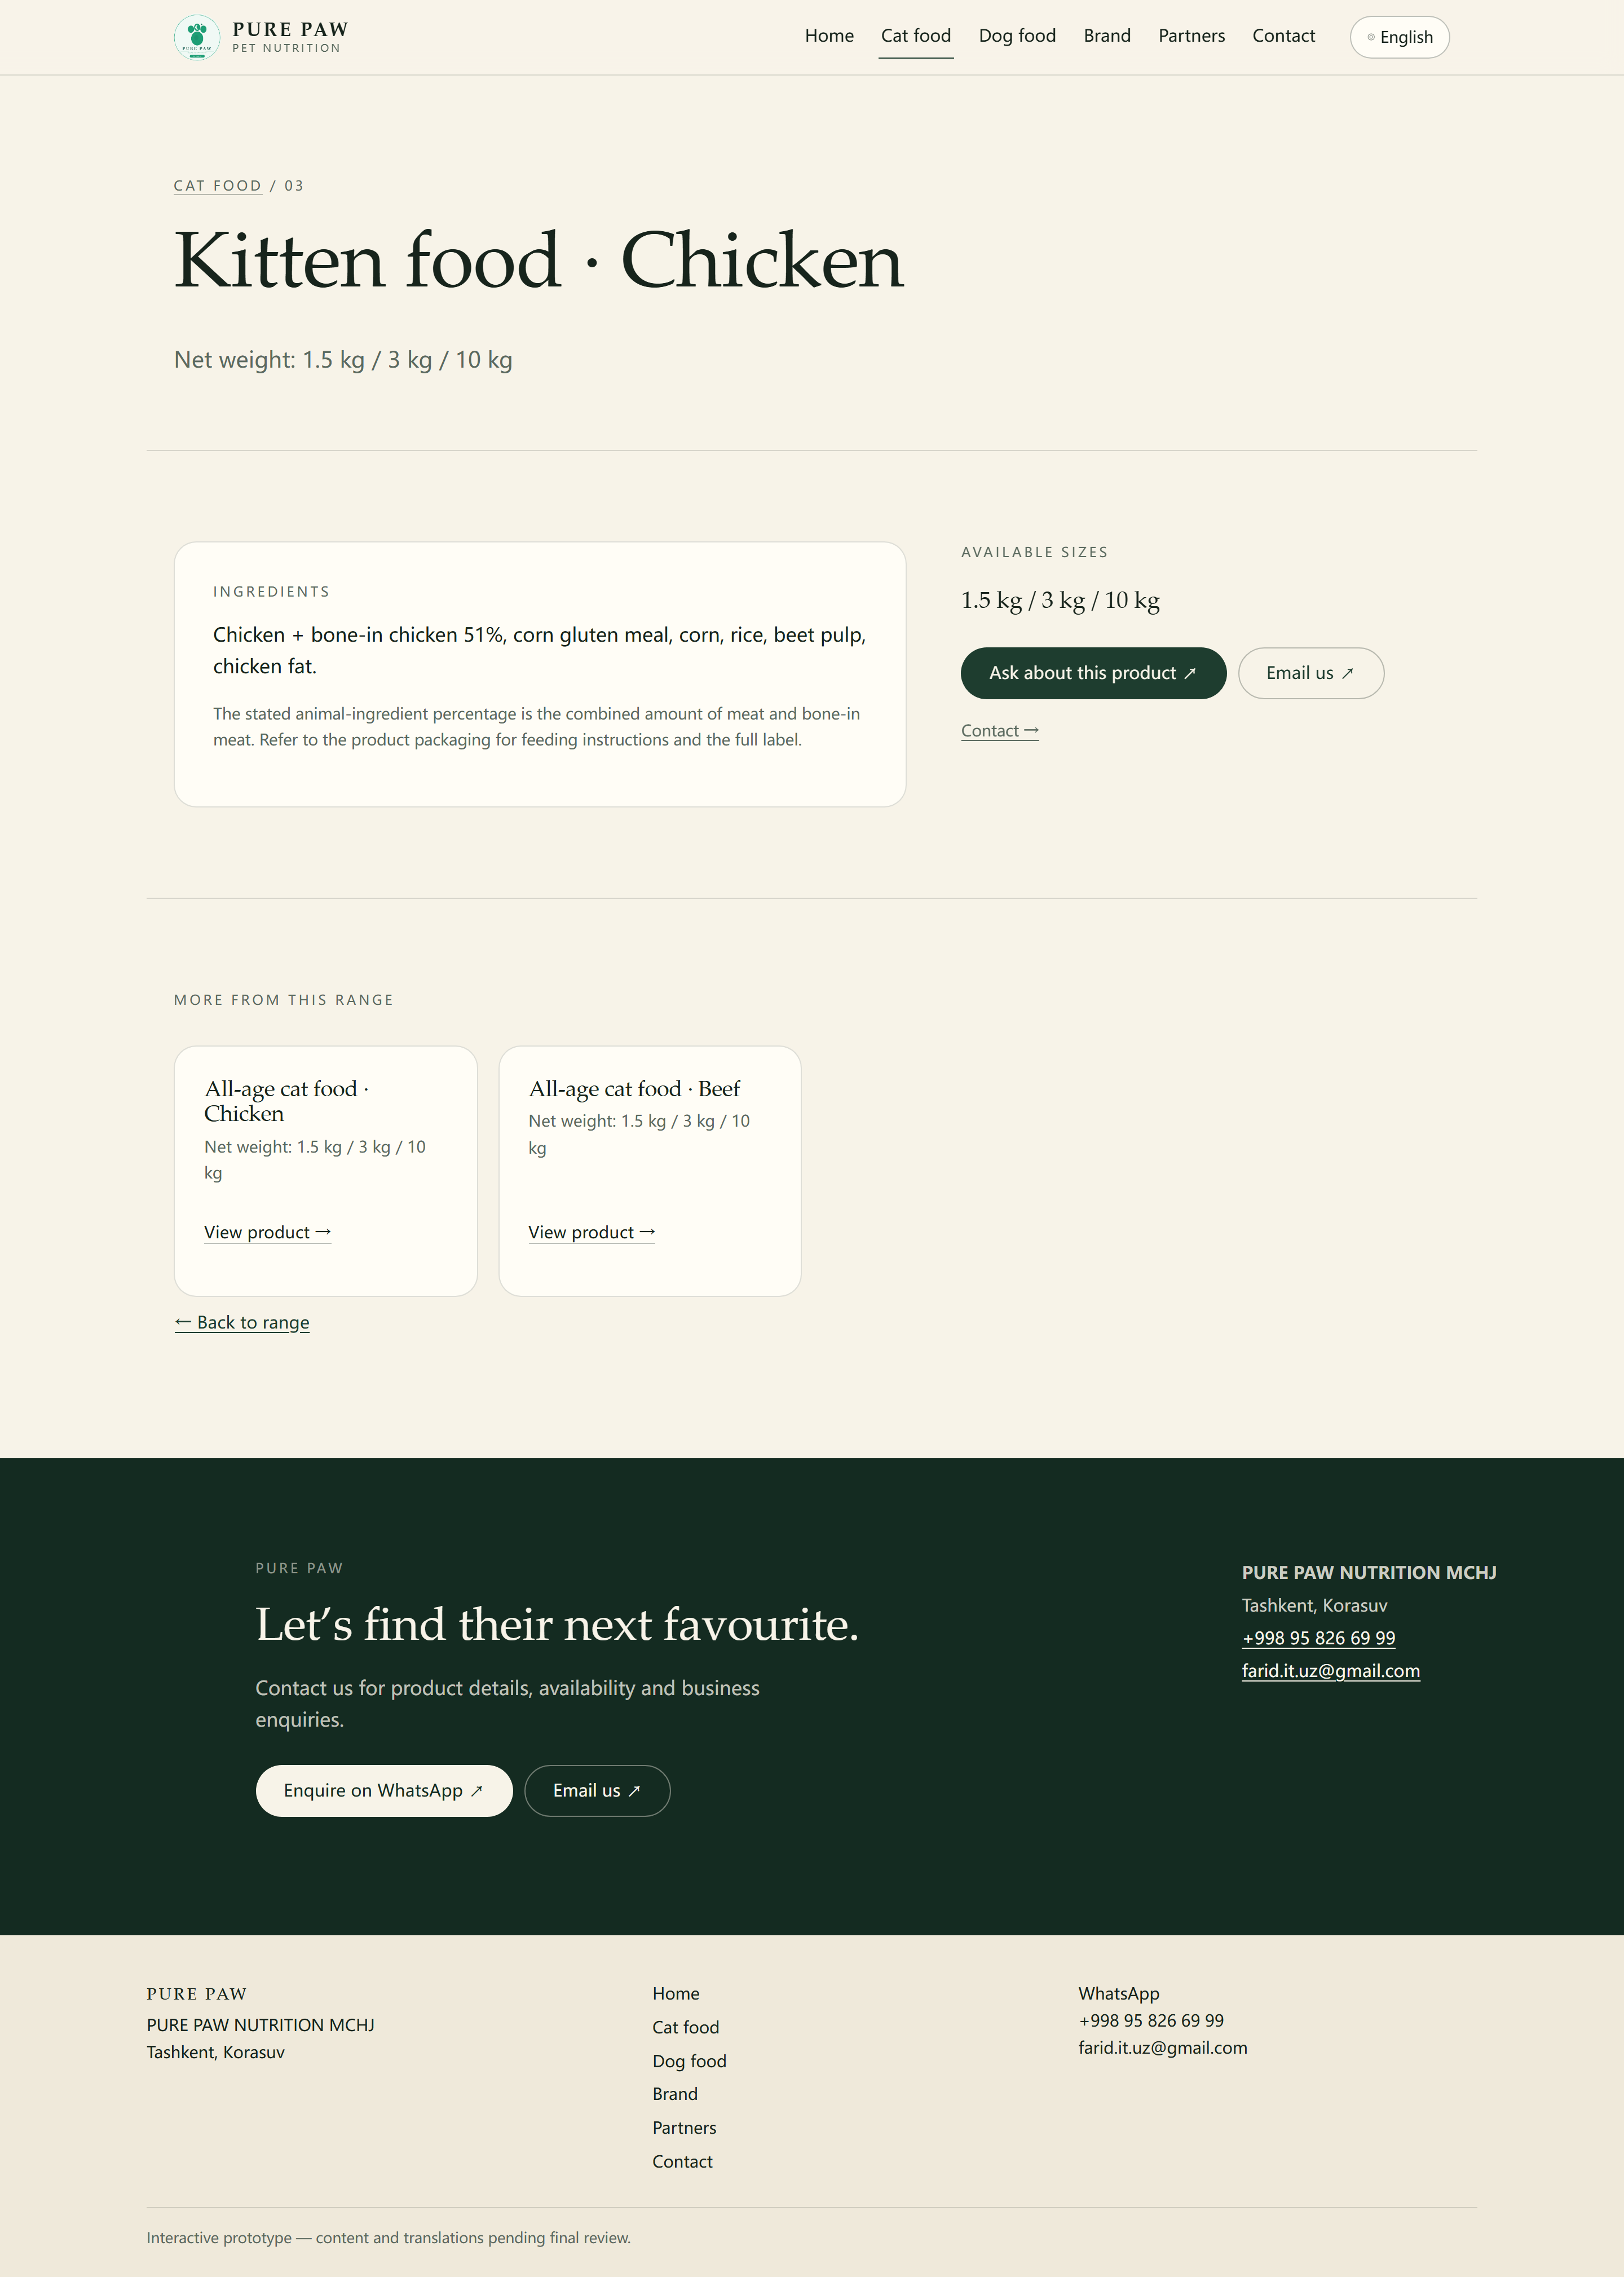 PURE PAW
PURE PAW
PET NUTRITION
Home
Cat food
Dog food
Brand
Partners
Contact
English
CAT FOOD / 03
Kitten food · Chicken
Net weight: 1.5 kg / 3 kg / 10 kg
INGREDIENTS
Chicken + bone-in chicken 51%, corn gluten meal, corn, rice, beet pulp,
chicken fat.
The stated animal-ingredient percentage is the combined amount of meat and bone-in
meat. Refer to the product packaging for feeding instructions and the full label.
AVAILABLE SIZES
1.5 kg / 3 kg / 10 kg
Ask about this product ↗
Email us ↗
Contact →
MORE FROM THIS RANGE
All-age cat food ·
Chicken
Net weight: 1.5 kg / 3 kg / 10
kg
View product →
All-age cat food · Beef
Net weight: 1.5 kg / 3 kg / 10
kg
View product →
← Back to range
PURE PAW
Let’s find their next favourite.
Contact us for product details, availability and business
enquiries.
Enquire on WhatsApp ↗
Email us ↗
PURE PAW NUTRITION MCHJ
Tashkent, Korasuv
+998 95 826 69 99
farid.it.uz@gmail.com
PURE PAW
PURE PAW NUTRITION MCHJ
Tashkent, Korasuv
Home
Cat food
Dog food
Brand
Partners
Contact
WhatsApp
+998 95 826 69 99
farid.it.uz@gmail.com
Interactive prototype — content and translations pending final review.